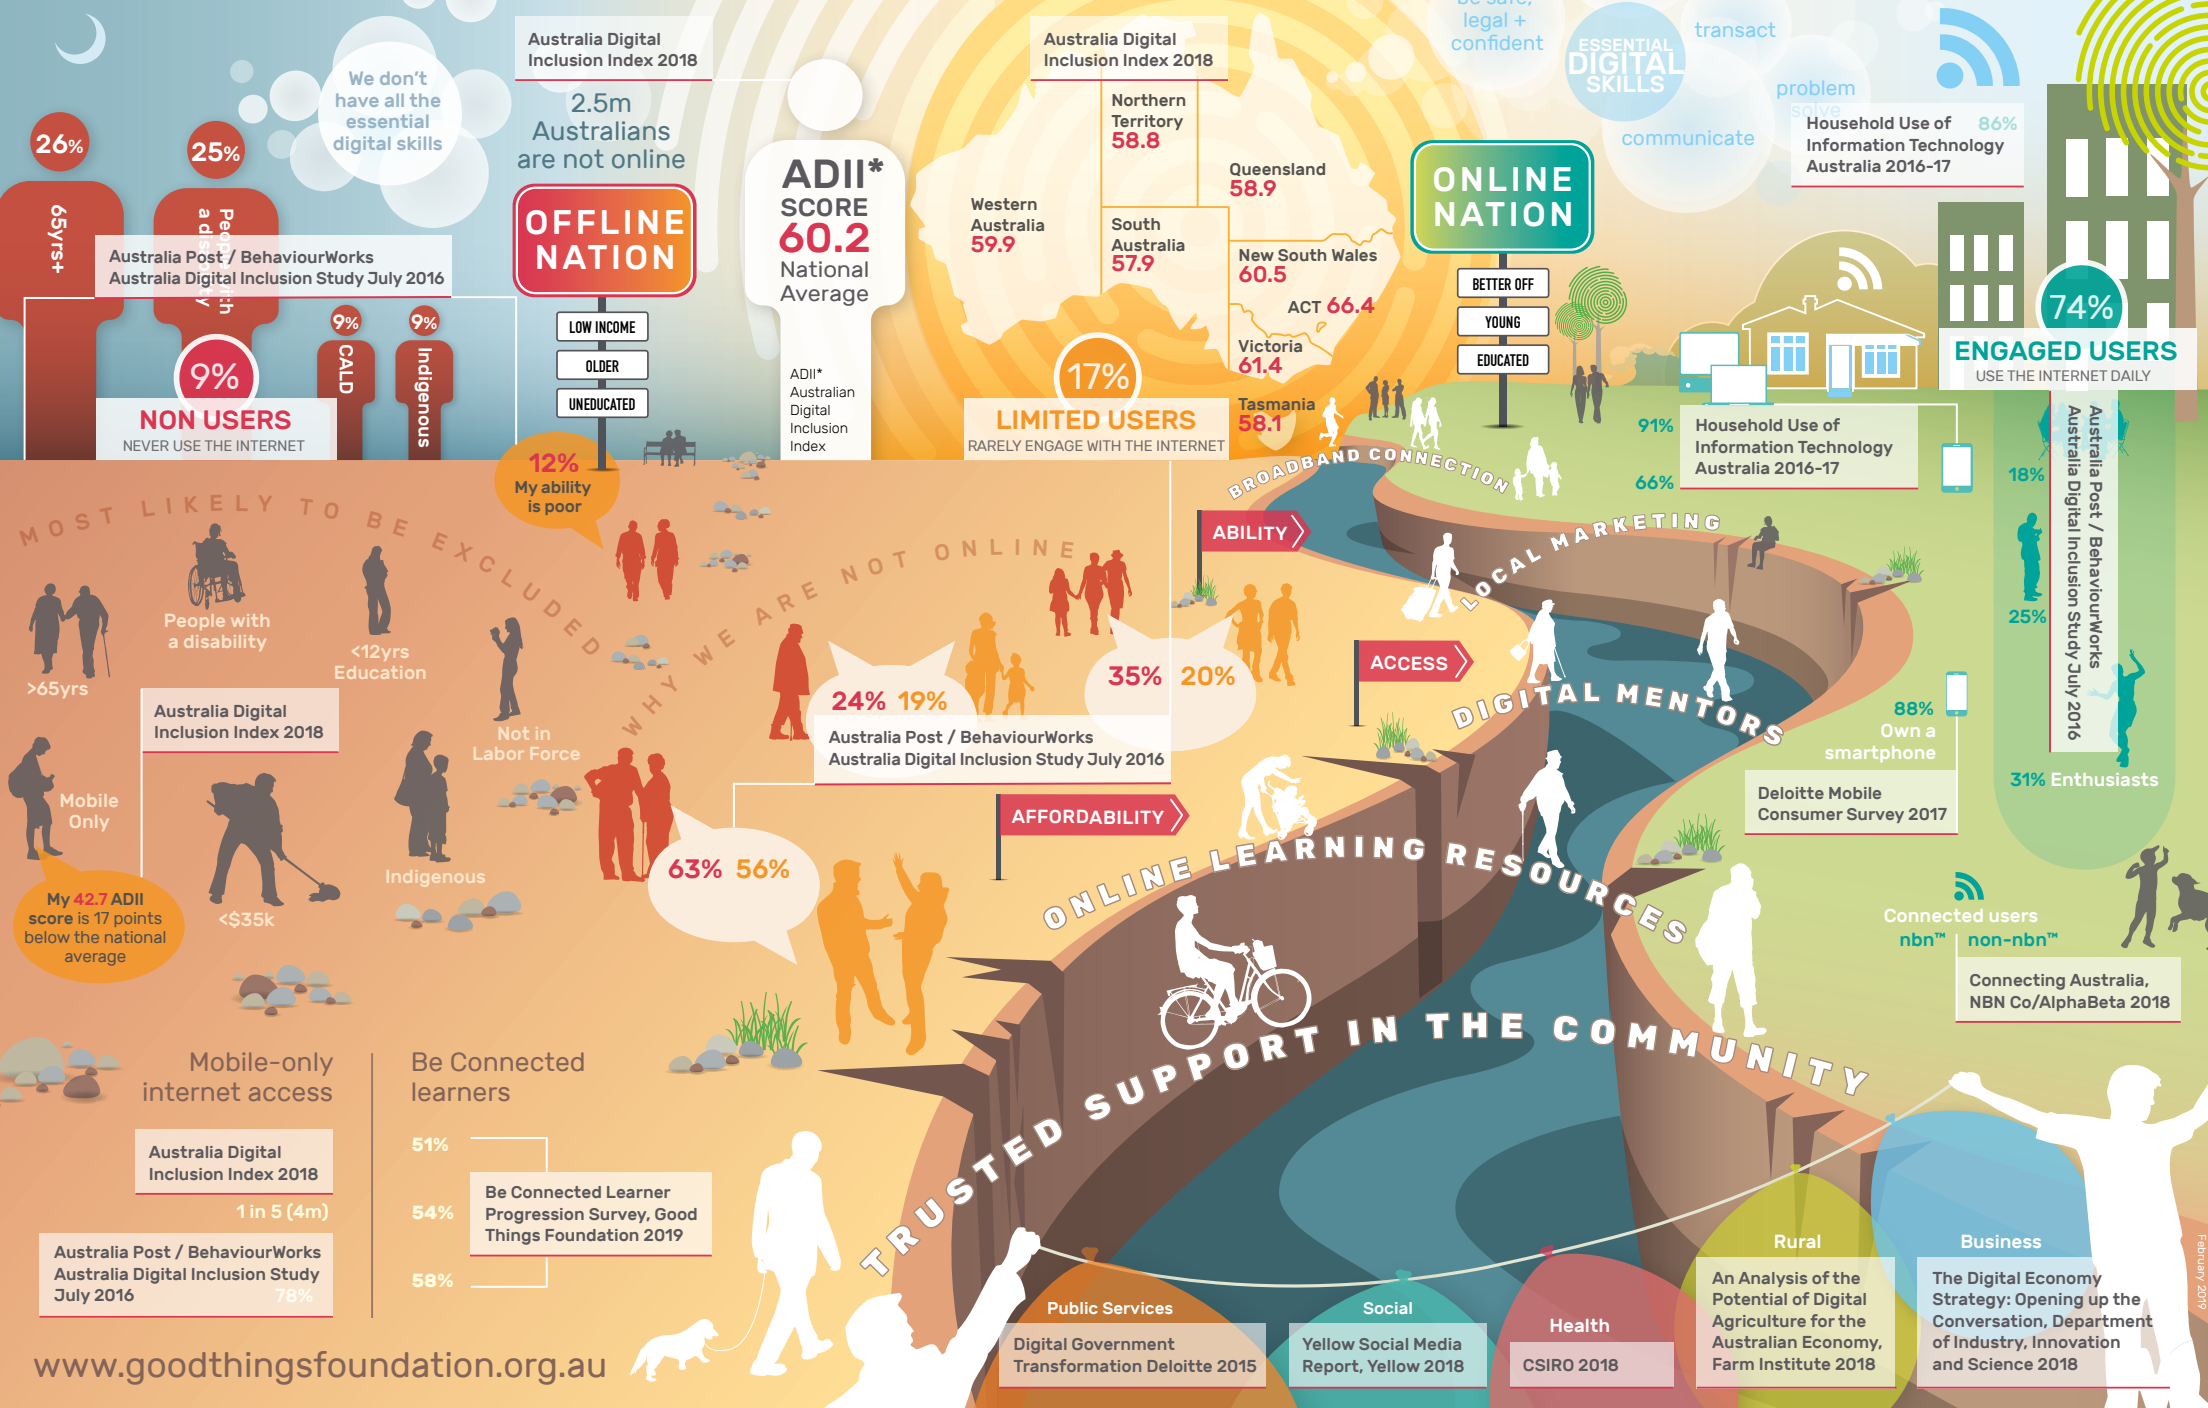 We don't
have all the
essential
digital skills
26%
65yrs+
25%
People with
a disability
Australia Post / BehaviourWorks
Australia Digital Inclusion Study July 2016
9%
CALD
9%
Indigenous
9%
NON USERS
NEVER USE THE INTERNET
Australia Digital
Inclusion Index 2018
2.5m
Australians
are not online
OFFLINE
NATION
LOW INCOME
OLDER
UNEDUCATED
ADII*
SCORE
60.2
National
Average
ADII*
Australian
Digital
Inclusion
Index
Australia Digital
Inclusion Index 2018
Northern
Territory
58.8
Queensland
58.9
Western
Australia
59.9
South
Australia
57.9
New South Wales
60.5
ACT 66.4
Victoria
61.4
Tasmania
58.1
17%
LIMITED USERS
RARELY ENGAGE WITH THE INTERNET
be safe,
legal +
confident
ESSENTIAL
DIGITAL
SKILLS
transact
problem
solve
communicate
ONLINE
NATION
BETTER OFF
YOUNG
EDUCATED
Household Use of 86%
Information Technology
Australia 2016-17
74%
ENGAGED USERS
USE THE INTERNET DAILY
91%
66%
Household Use of
Information Technology
Australia 2016-17
18%
25%
Australia Post / BehaviourWorks
Australia Digital Inclusion Study July 2016
31% Enthusiasts
88%
Own a
smartphone
Deloitte Mobile
Consumer Survey 2017
Connected users
nbn™ non-nbn™
Connecting Australia,
NBN Co/AlphaBeta 2018
MOST LIKELY TO BE EXCLUDED
>65yrs
People with
a disability
<12yrs
Education
Not in
Labor Force
Mobile
Only
<$35k
Indigenous
Australia Digital
Inclusion Index 2018
My 42.7 ADII
score is 17 points
below the national
average
12%
My ability
is poor
WHY WE ARE NOT ONLINE
24% 19%
35% 20%
Australia Post / BehaviourWorks
Australia Digital Inclusion Study July 2016
63% 56%
ABILITY
ACCESS
AFFORDABILITY
BROADBAND CONNECTION
LOCAL MARKETING
DIGITAL MENTORS
ONLINE LEARNING RESOURCES
TRUSTED SUPPORT IN THE COMMUNITY
Mobile-only
internet access
Australia Digital
Inclusion Index 2018
1 in 5 (4m)
Australia Post / BehaviourWorks
Australia Digital Inclusion Study
July 2016 78%
Be Connected
learners
51%
54%
58%
Be Connected Learner
Progression Survey, Good
Things Foundation 2019
www.goodthingsfoundation.org.au
Public Services
Digital Government
Transformation Deloitte 2015
Social
Yellow Social Media
Report, Yellow 2018
Health
CSIRO 2018
Rural
An Analysis of the
Potential of Digital
Agriculture for the
Australian Economy,
Farm Institute 2018
Business
The Digital Economy
Strategy: Opening up the
Conversation, Department
of Industry, Innovation
and Science 2018
February 2019